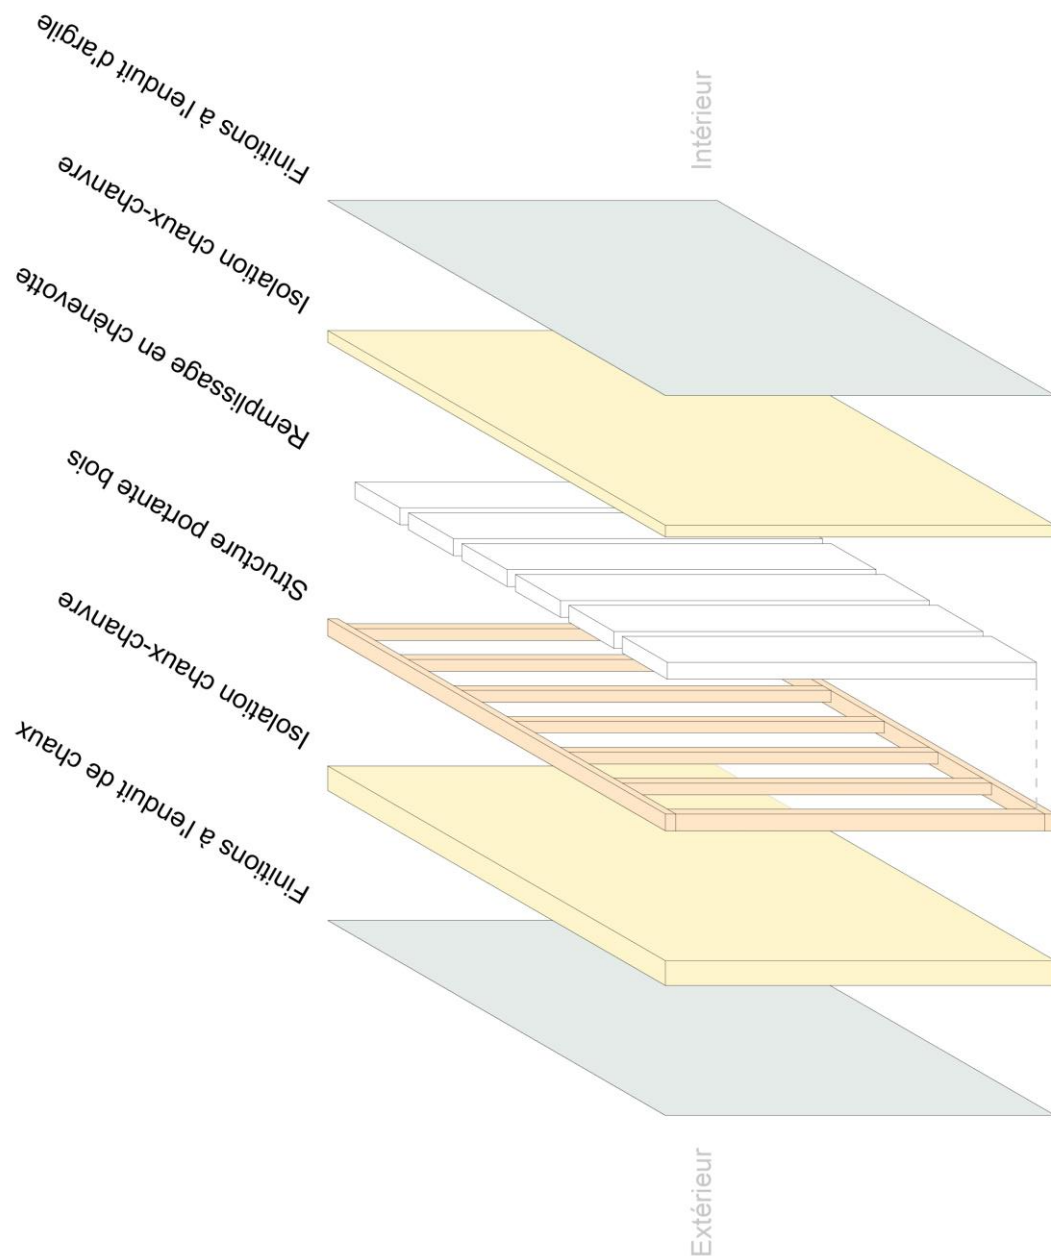 Intérieur
Finitions à l'enduit d'argile
Isolation chaux-chanvre
Remplissage en chènevotte
Structure portante bois
Isolation chaux-chanvre
Finitions à l'enduit de chaux
Extérieur